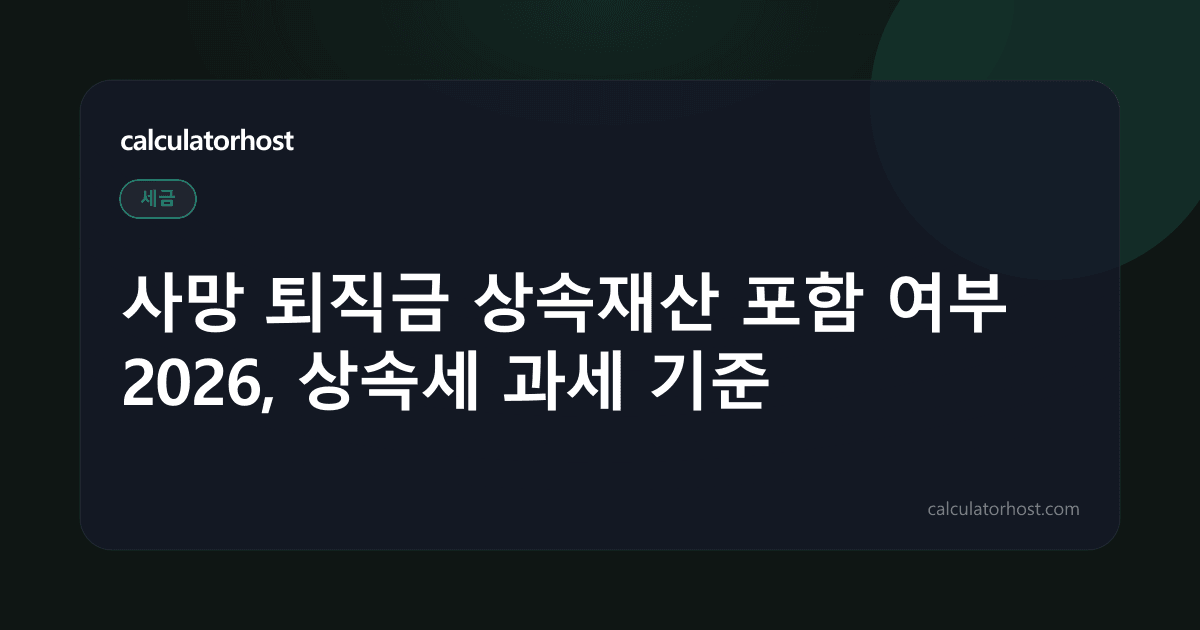 calculatorhost
세금
사망 퇴직금 상속재산 포함 여부
2026, 상속세 과세 기준
calculatorhost.com